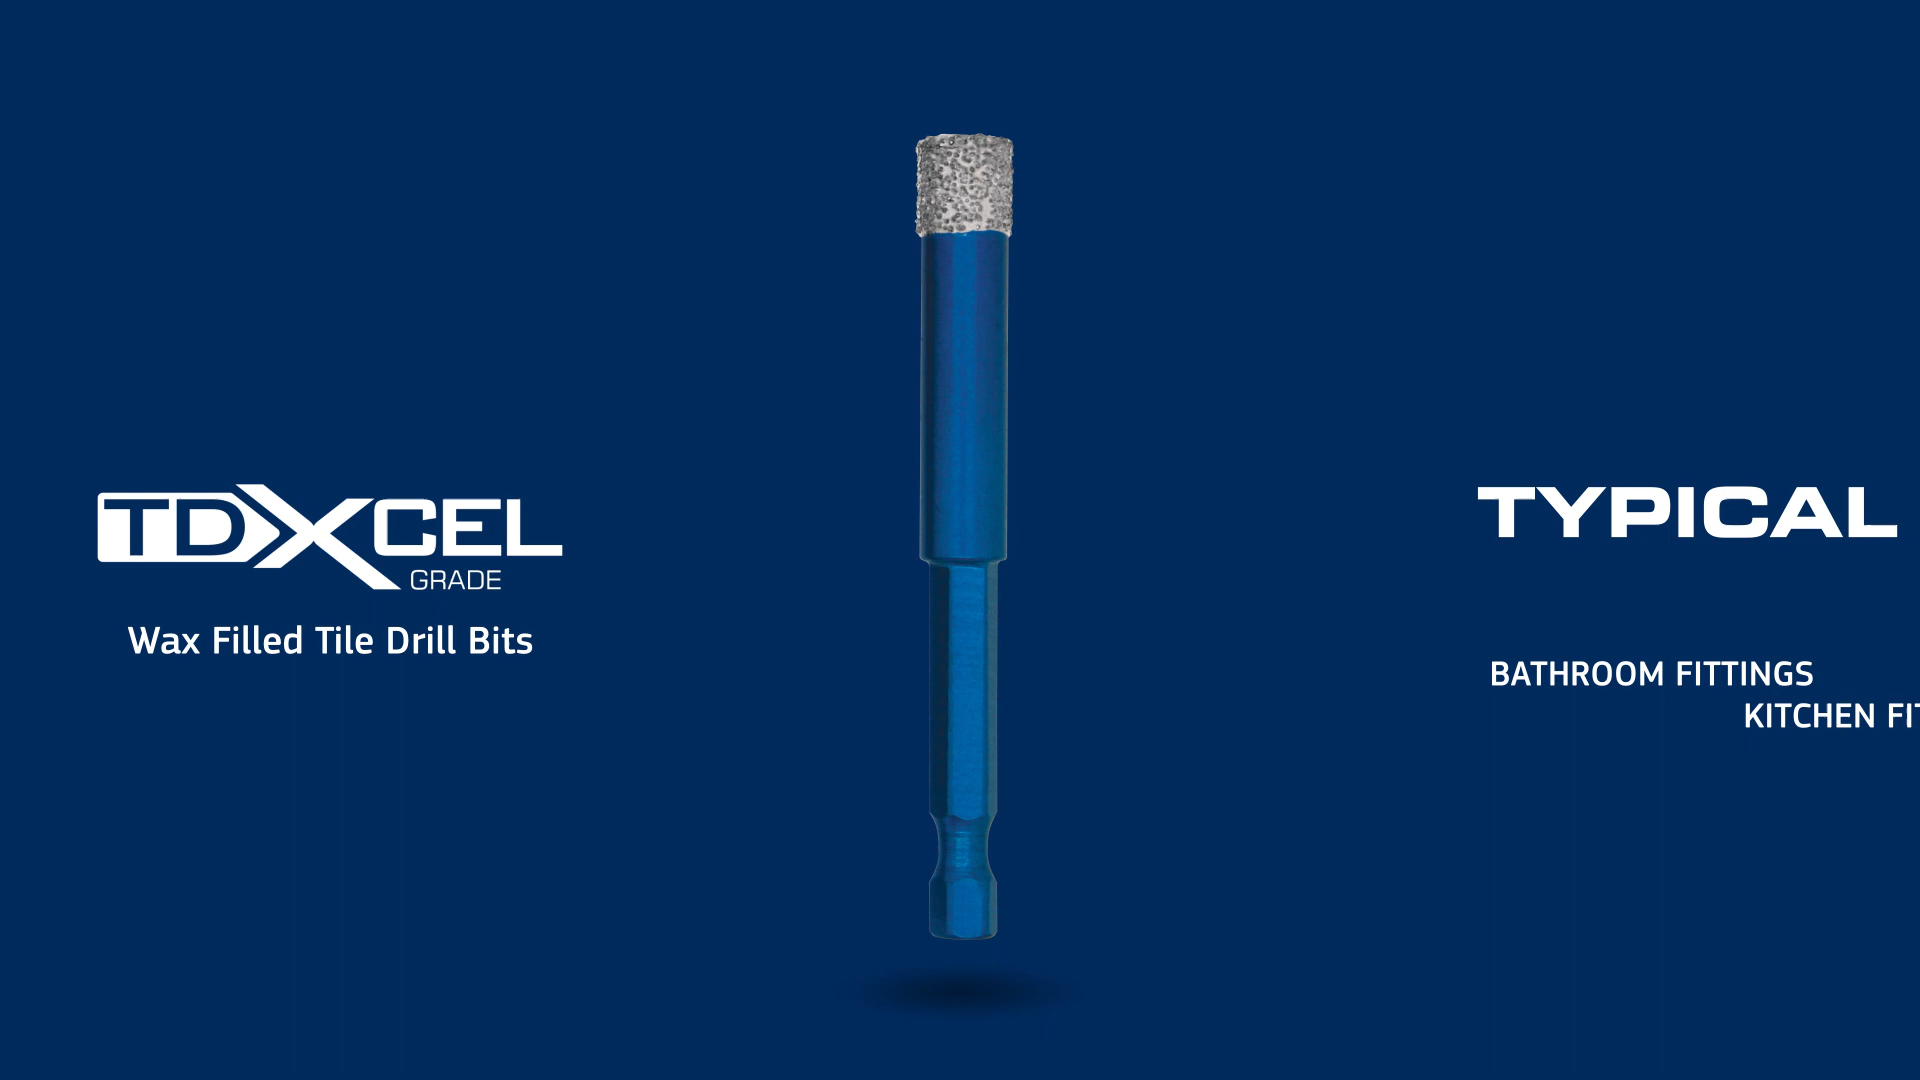 TDXCEL
GRADE
Wax Filled Tile Drill Bits
TYPICAL
BATHROOM FITTINGS
KITCHEN